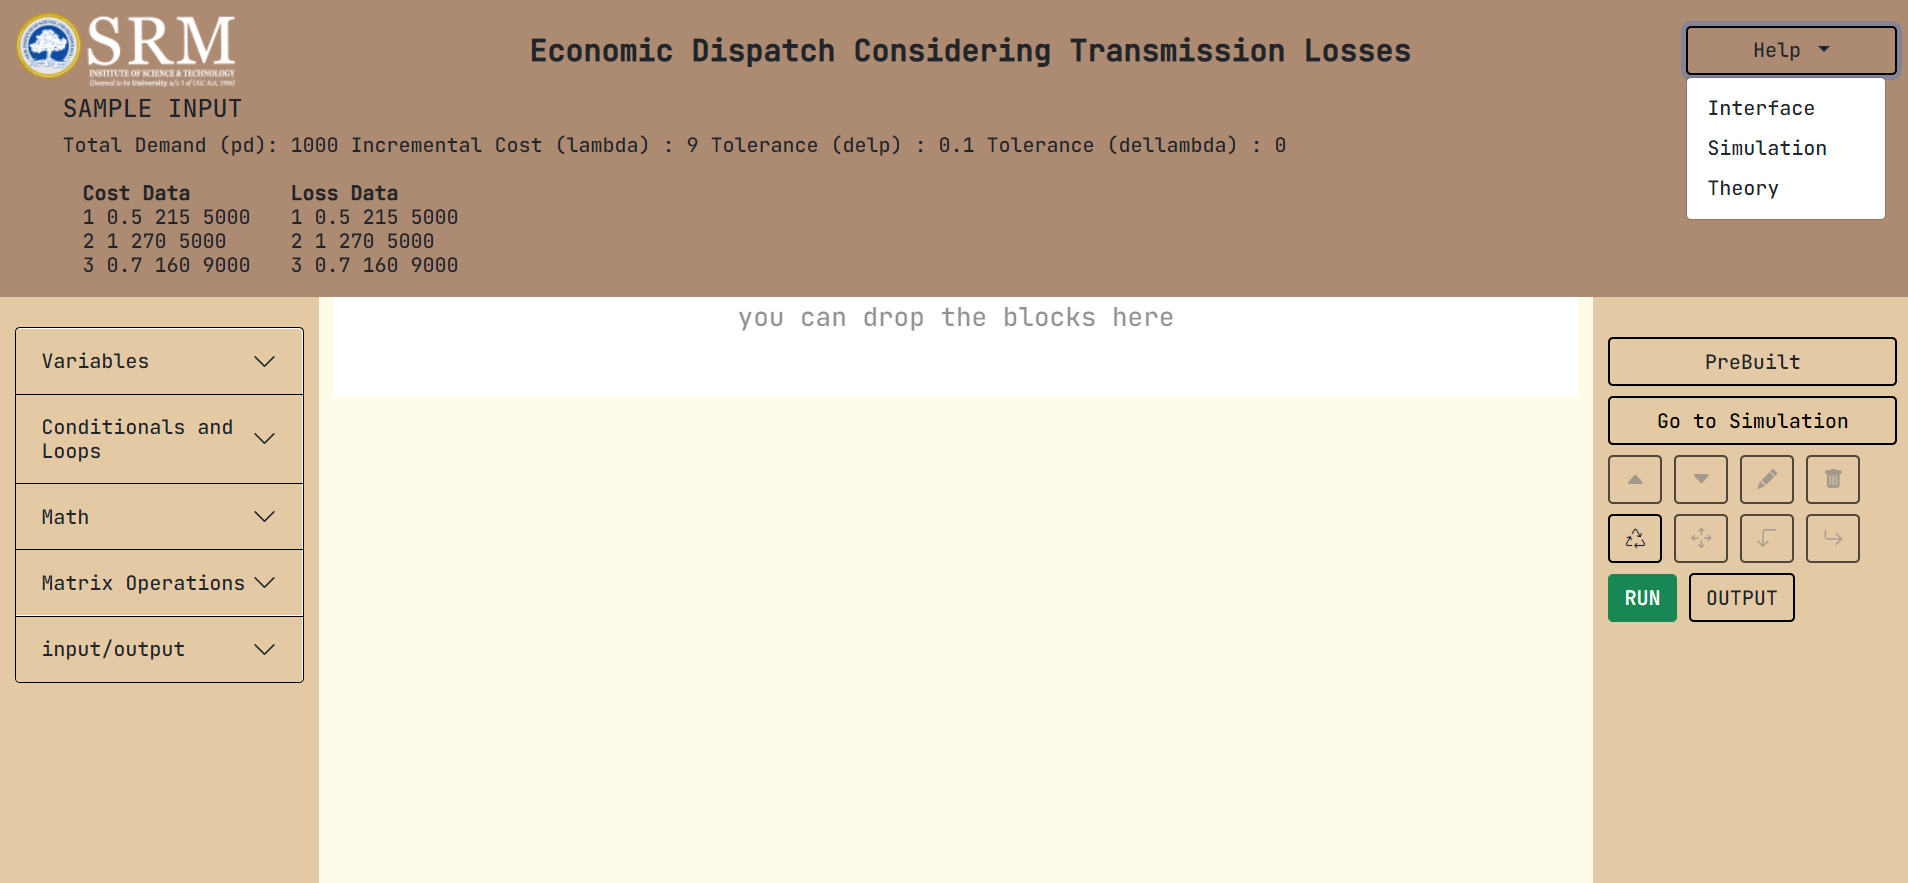 SRM
INSTITUTE OF SCIENCE & TECHNOLOGY
(Deemed to be University u/s 3 of UGC Act, 1956)
Economic Dispatch Considering Transmission Losses
Help
Interface
Simulation
Theory
SAMPLE INPUT
Total Demand (pd): 1000 Incremental Cost (lambda) : 9 Tolerance (delp) : 0.1 Tolerance (dellambda) : 0
Cost Data
1 0.5 215 5000
2 1 270 5000
3 0.7 160 9000
Loss Data
1 0.5 215 5000
2 1 270 5000
3 0.7 160 9000
Variables
Conditionals and
Loops
Math
Matrix Operations
input/output
you can drop the blocks here
PreBuilt
Go to Simulation
RUN
OUTPUT